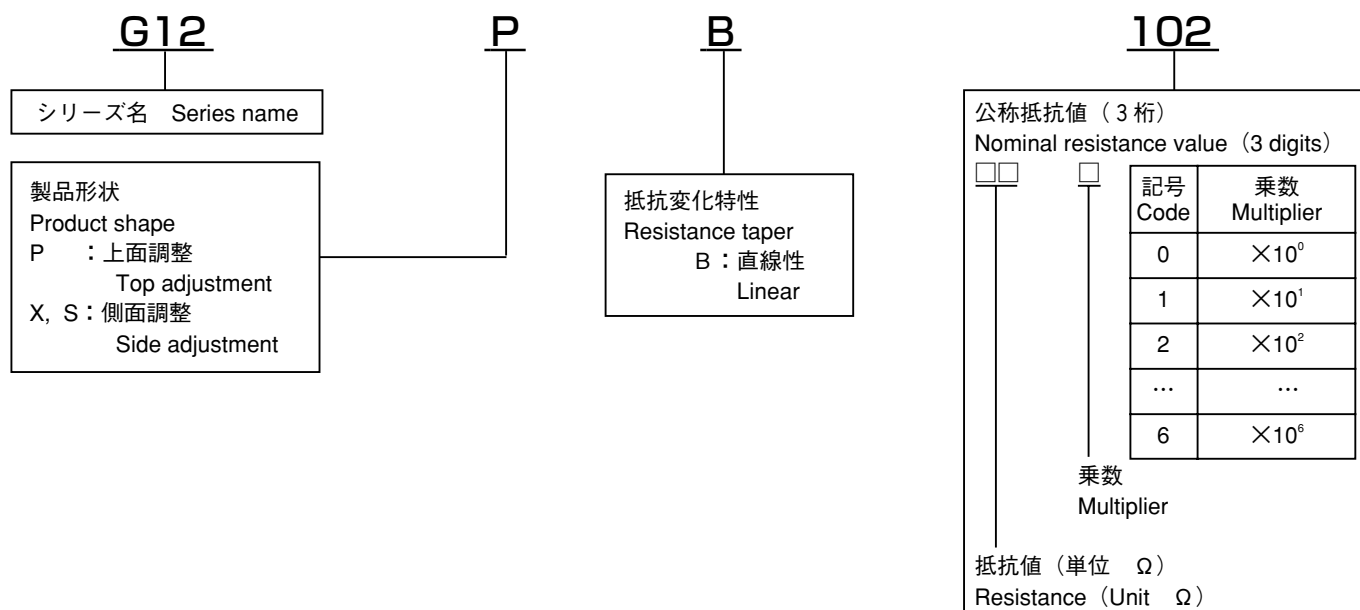 G12 P B 102
シリーズ名 Series name
製品形状
Product shape
P ：上面調整
Top adjustment
X, S：側面調整
Side adjustment
抵抗変化特性
Resistance taper
B：直線性
Linear
公称抵抗値（3桁）
Nominal resistance value（3 digits）
□□ □
記号 乗数
Code Multiplier
0 ×10⁰
1 ×10¹
2 ×10²
… …
6 ×10⁶
乗数
Multiplier
抵抗値（単位 Ω）
Resistance（Unit Ω）